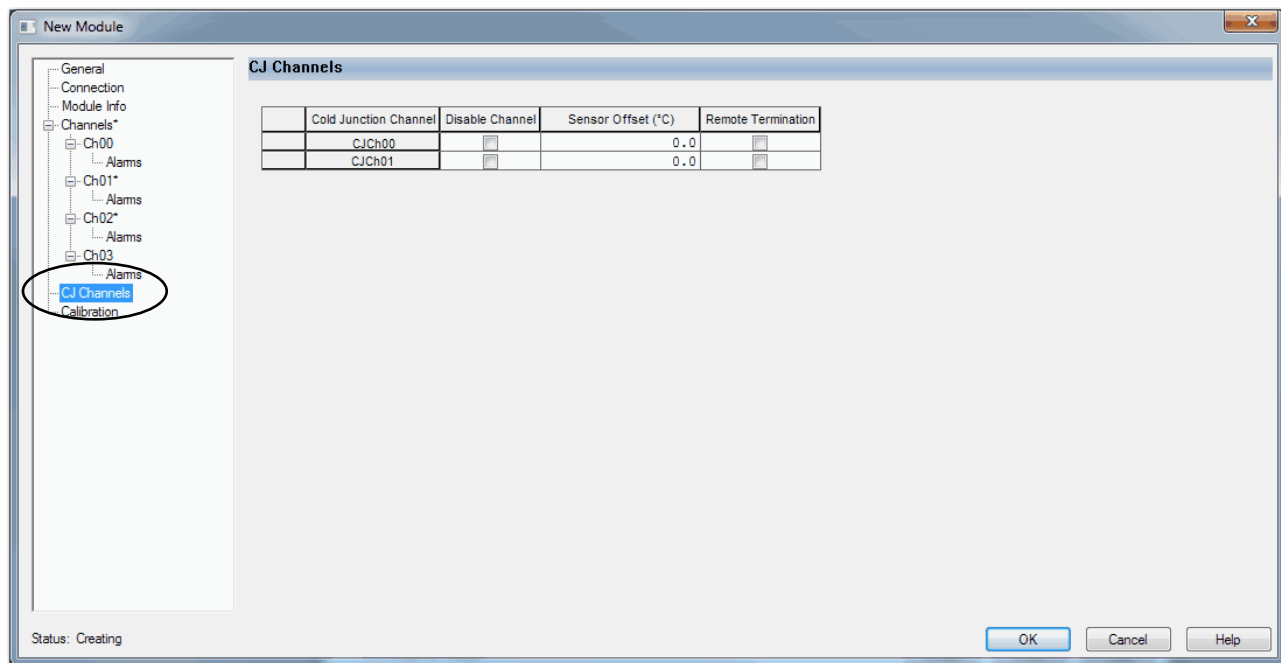 New Module
General
Connection
Module Info
Channels*
Ch00
Alarms
Ch01*
Alarms
Ch02*
Alarms
Ch03
Alarms
CJ Channels
Calibration
CJ Channels
Cold Junction Channel Disable Channel Sensor Offset (°C) Remote Termination
CJCh00 0.0
CJCh01 0.0
Status: Creating
OK Cancel Help